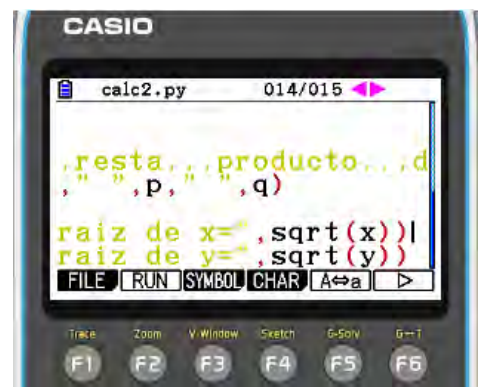 CASIO
calc2.py 014/015
,resta...producto...d
," ",p," ",q)
raiz de x=",sqrt(x))
raiz de y=",sqrt(y))
FILE RUN SYMBOL CHAR A⇔a ▷
Trace Zoom V-Window Sketch G-Solv G↔T
F1 F2 F3 F4 F5 F6